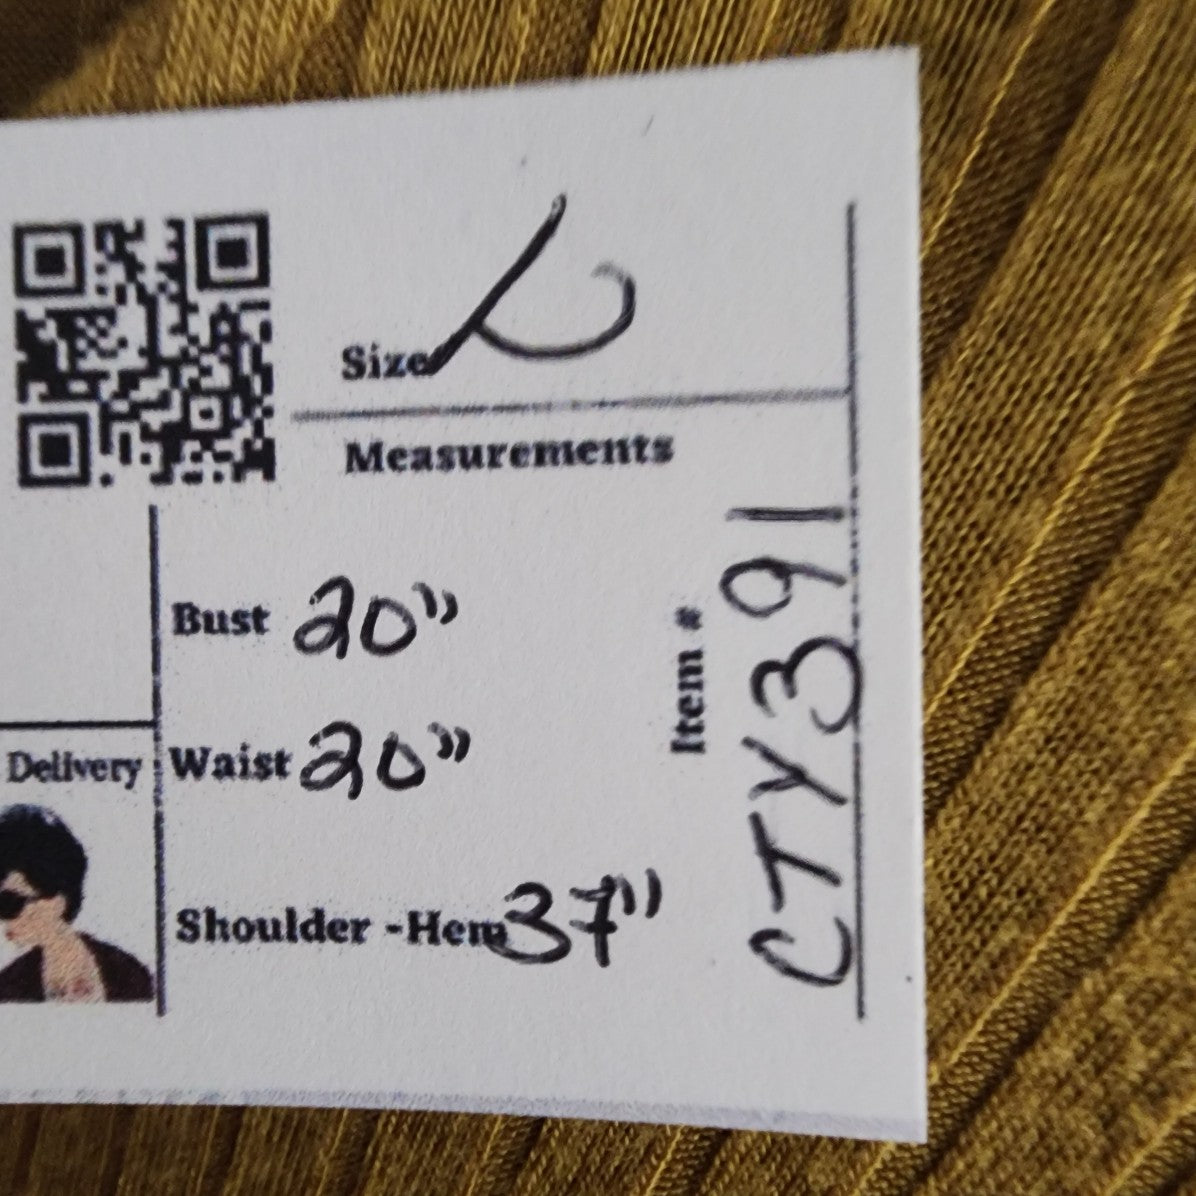 Size L
Measurements
Bust 20"
Waist 20"
Delivery
Shoulder -Hem 37"
Item # CTY391